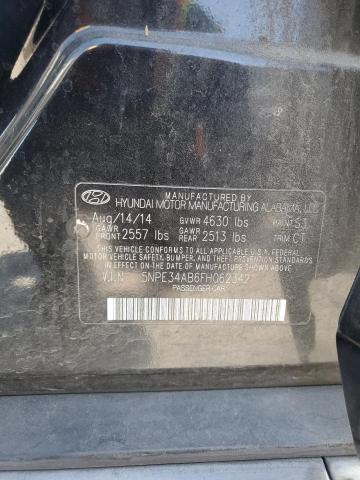 MANUFACTURED BY
HYUNDAI MOTOR MANUFACTURING ALABAMA, LLC
Aug/14/14 GVWR 4630 lbs PAINT S3
GAWR FRONT 2557 lbs GAWR REAR 2513 lbs TRIM CT
THIS VEHICLE CONFORMS TO ALL APPLICABLE U.S. FEDERAL
MOTOR VEHICLE SAFETY, BUMPER, AND THEFT PREVENTION
STANDARDS IN EFFECT ON THE DATE OF MANUFACTURE SHOWN ABOVE.
V.I.N 5NPE34AB6FH062342
PASSENGER CAR